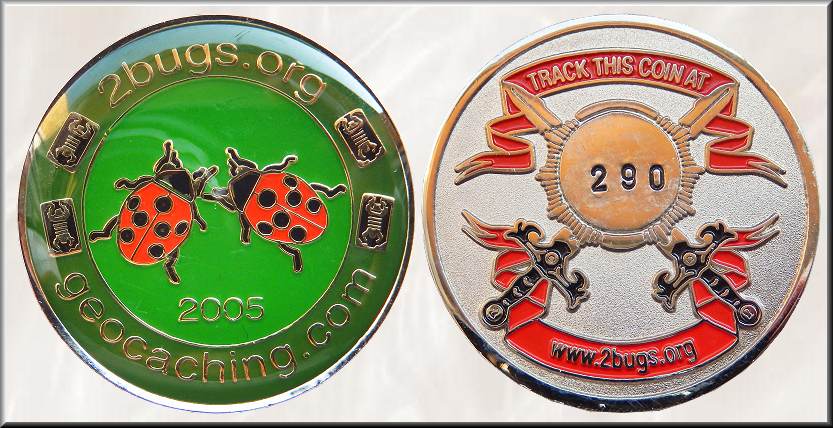 2bugs.org
2005
geocaching.com
TRACK THIS COIN AT
290
www.2bugs.org